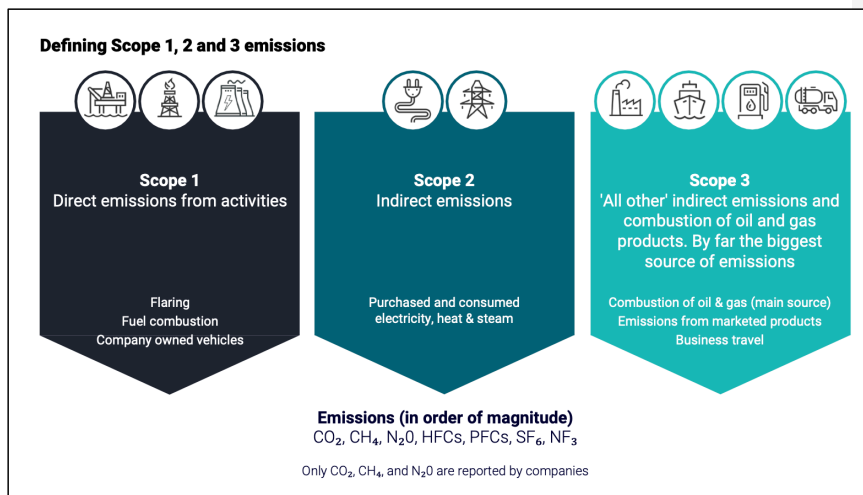 Defining Scope 1, 2 and 3 emissions
Scope 1
Direct emissions from activities
Flaring
Fuel combustion
Company owned vehicles
Scope 2
Indirect emissions
Purchased and consumed
electricity, heat & steam
Scope 3
'All other' indirect emissions and
combustion of oil and gas
products. By far the biggest
source of emissions
Combustion of oil & gas (main source)
Emissions from marketed products
Business travel
Emissions (in order of magnitude)
CO₂, CH₄, N₂0, HFCs, PFCs, SF₆, NF₃
Only CO₂, CH₄, and N₂0 are reported by companies